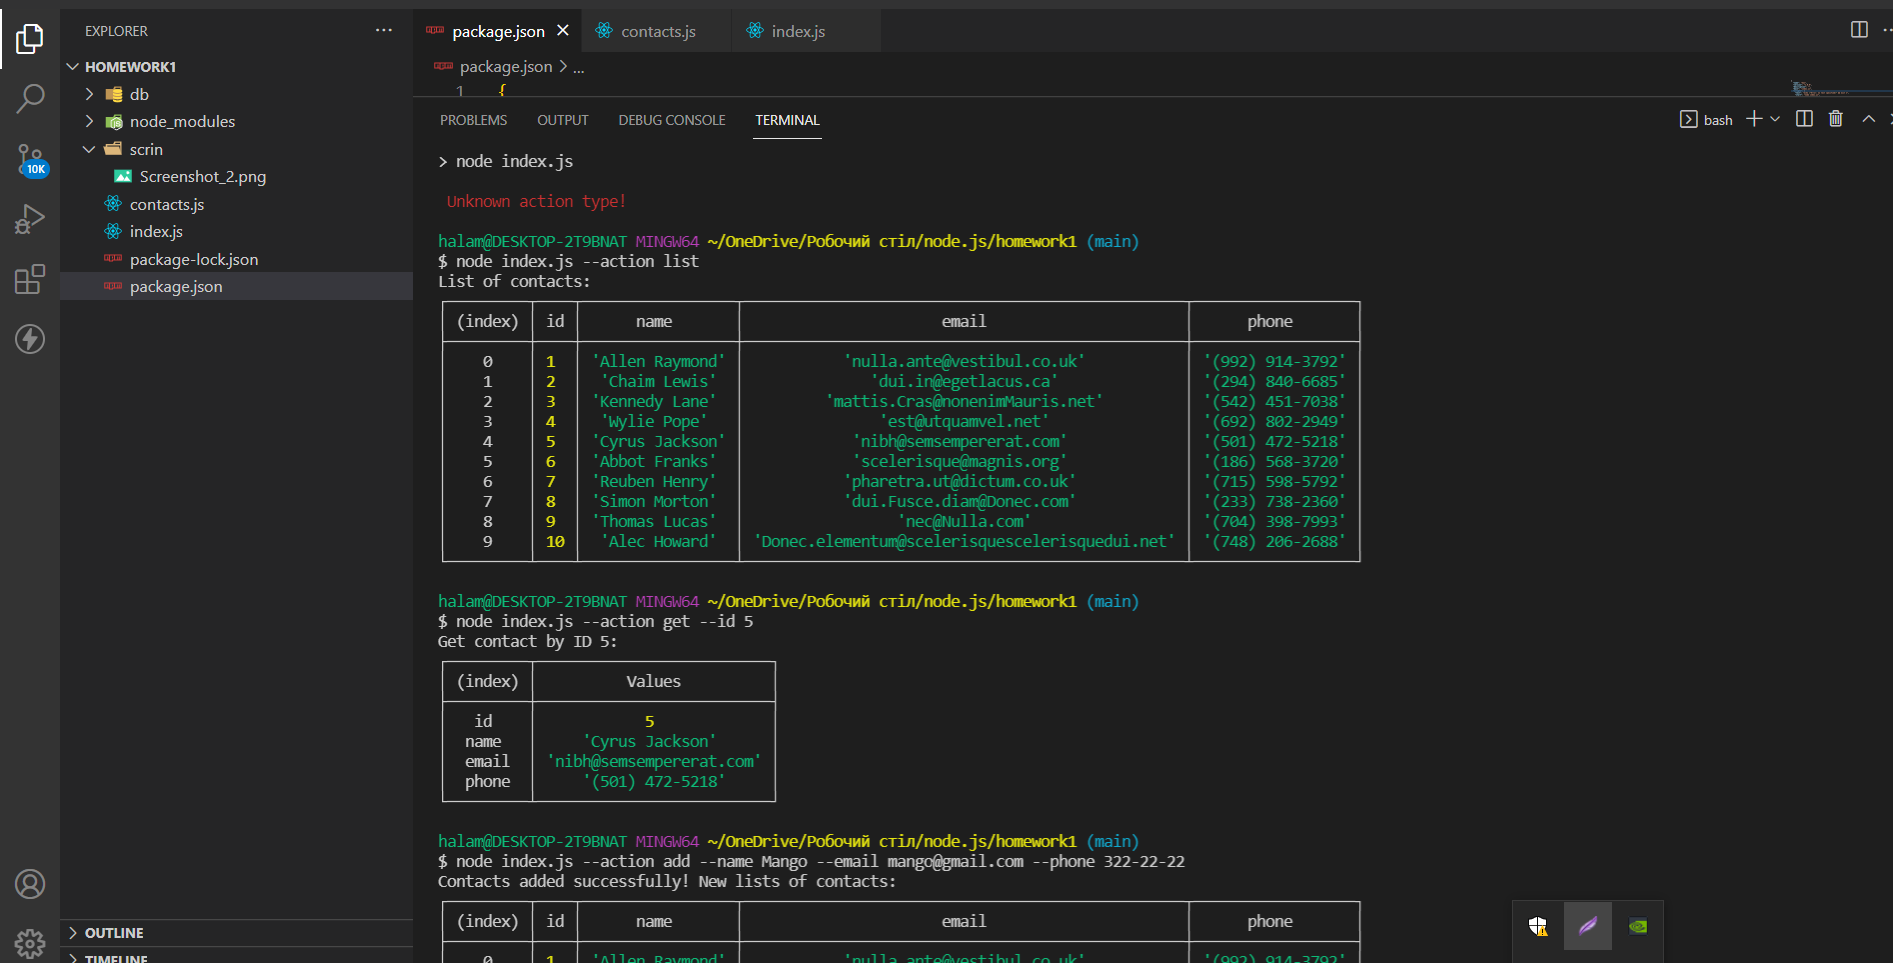 EXPLORER
HOMEWORK1
db
node_modules
scrin
Screenshot_2.png
contacts.js
index.js
package-lock.json
package.json
10K
OUTLINE
TIMELINE
package.json contacts.js index.js
package.json > ...
1 {
PROBLEMS OUTPUT DEBUG CONSOLE TERMINAL bash
> node index.js
Unknown action type!
halam@DESKTOP-2T9BNAT MINGW64 ~/OneDrive/Робочий стіл/node.js/homework1 (main)
$ node index.js --action list
List of contacts:
(index) id name email phone
0 1 'Allen Raymond' 'nulla.ante@vestibul.co.uk' '(992) 914-3792'
1 2 'Chaim Lewis' 'dui.in@egetlacus.ca' '(294) 840-6685'
2 3 'Kennedy Lane' 'mattis.Cras@nonenimMauris.net' '(542) 451-7038'
3 4 'Wylie Pope' 'est@utquamvel.net' '(692) 802-2949'
4 5 'Cyrus Jackson' 'nibh@semsempererat.com' '(501) 472-5218'
5 6 'Abbot Franks' 'scelerisque@magnis.org' '(186) 568-3720'
6 7 'Reuben Henry' 'pharetra.ut@dictum.co.uk' '(715) 598-5792'
7 8 'Simon Morton' 'dui.Fusce.diam@Donec.com' '(233) 738-2360'
8 9 'Thomas Lucas' 'nec@Nulla.com' '(704) 398-7993'
9 10 'Alec Howard' 'Donec.elementum@scelerisquescelerisquedui.net' '(748) 206-2688'
halam@DESKTOP-2T9BNAT MINGW64 ~/OneDrive/Робочий стіл/node.js/homework1 (main)
$ node index.js --action get --id 5
Get contact by ID 5:
(index) Values
id 5
name 'Cyrus Jackson'
email 'nibh@semsempererat.com'
phone '(501) 472-5218'
halam@DESKTOP-2T9BNAT MINGW64 ~/OneDrive/Робочий стіл/node.js/homework1 (main)
$ node index.js --action add --name Mango --email mango@gmail.com --phone 322-22-22
Contacts added successfully! New lists of contacts:
(index) id name email phone
0 1 'Allen Raymond' 'nulla.ante@vestibul.co.uk' '(992) 914-3792'